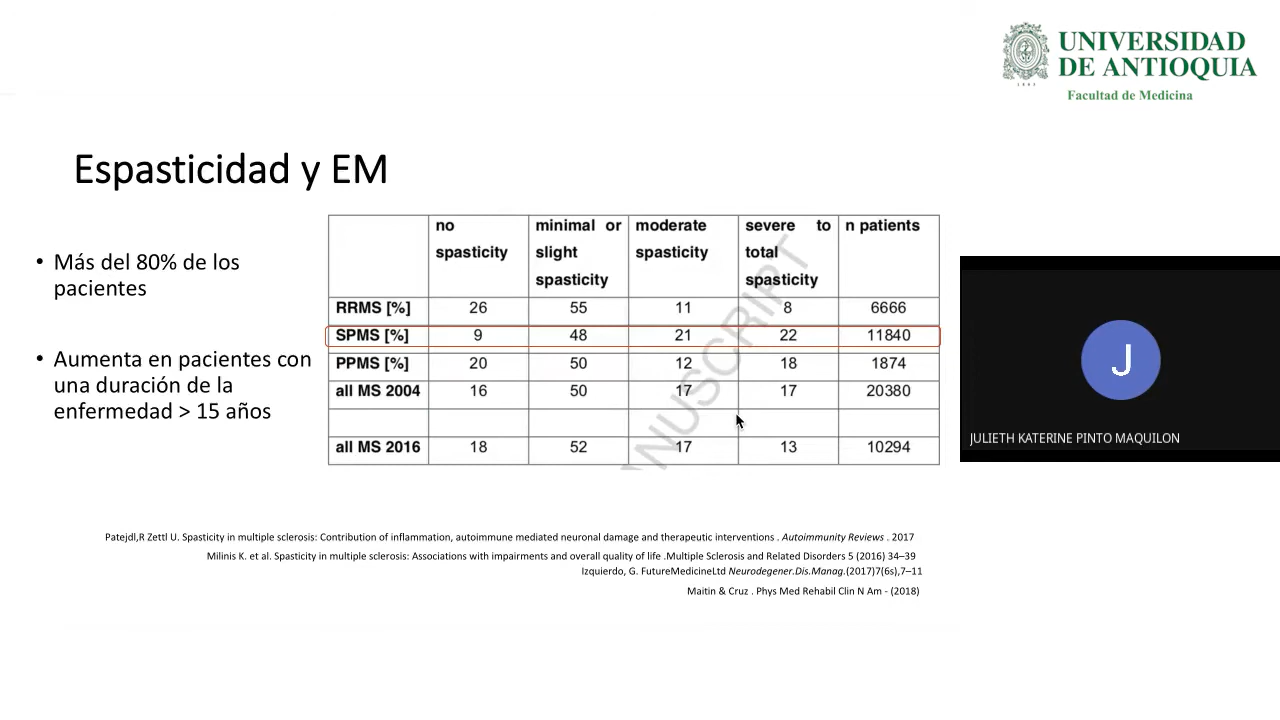 UNIVERSIDAD
DE ANTIOQUIA
1803
Facultad de Medicina
Espasticidad y EM
• Más del 80% de los
pacientes
• Aumenta en pacientes con
una duración de la
enfermedad > 15 años
no spasticity | minimal or slight spasticity | moderate spasticity | severe to total spasticity | n patients
RRMS [%] 26 55 11 8 6666
SPMS [%] 9 48 21 22 11840
PPMS [%] 20 50 12 18 1874
all MS 2004 16 50 17 17 20380
all MS 2016 18 52 17 13 10294
NUSCRIPT
J
JULIETH KATERINE PINTO MAQUILON
Patejdl,R Zettl U. Spasticity in multiple sclerosis: Contribution of inflammation, autoimmune mediated neuronal damage and therapeutic interventions . Autoimmunity Reviews . 2017
Milinis K. et al. Spasticity in multiple sclerosis: Associations with impairments and overall quality of life .Multiple Sclerosis and Related Disorders 5 (2016) 34–39
Izquierdo, G. FutureMedicineLtd Neurodegener.Dis.Manag.(2017)7(6s),7–11
Maitin & Cruz . Phys Med Rehabil Clin N Am - (2018)